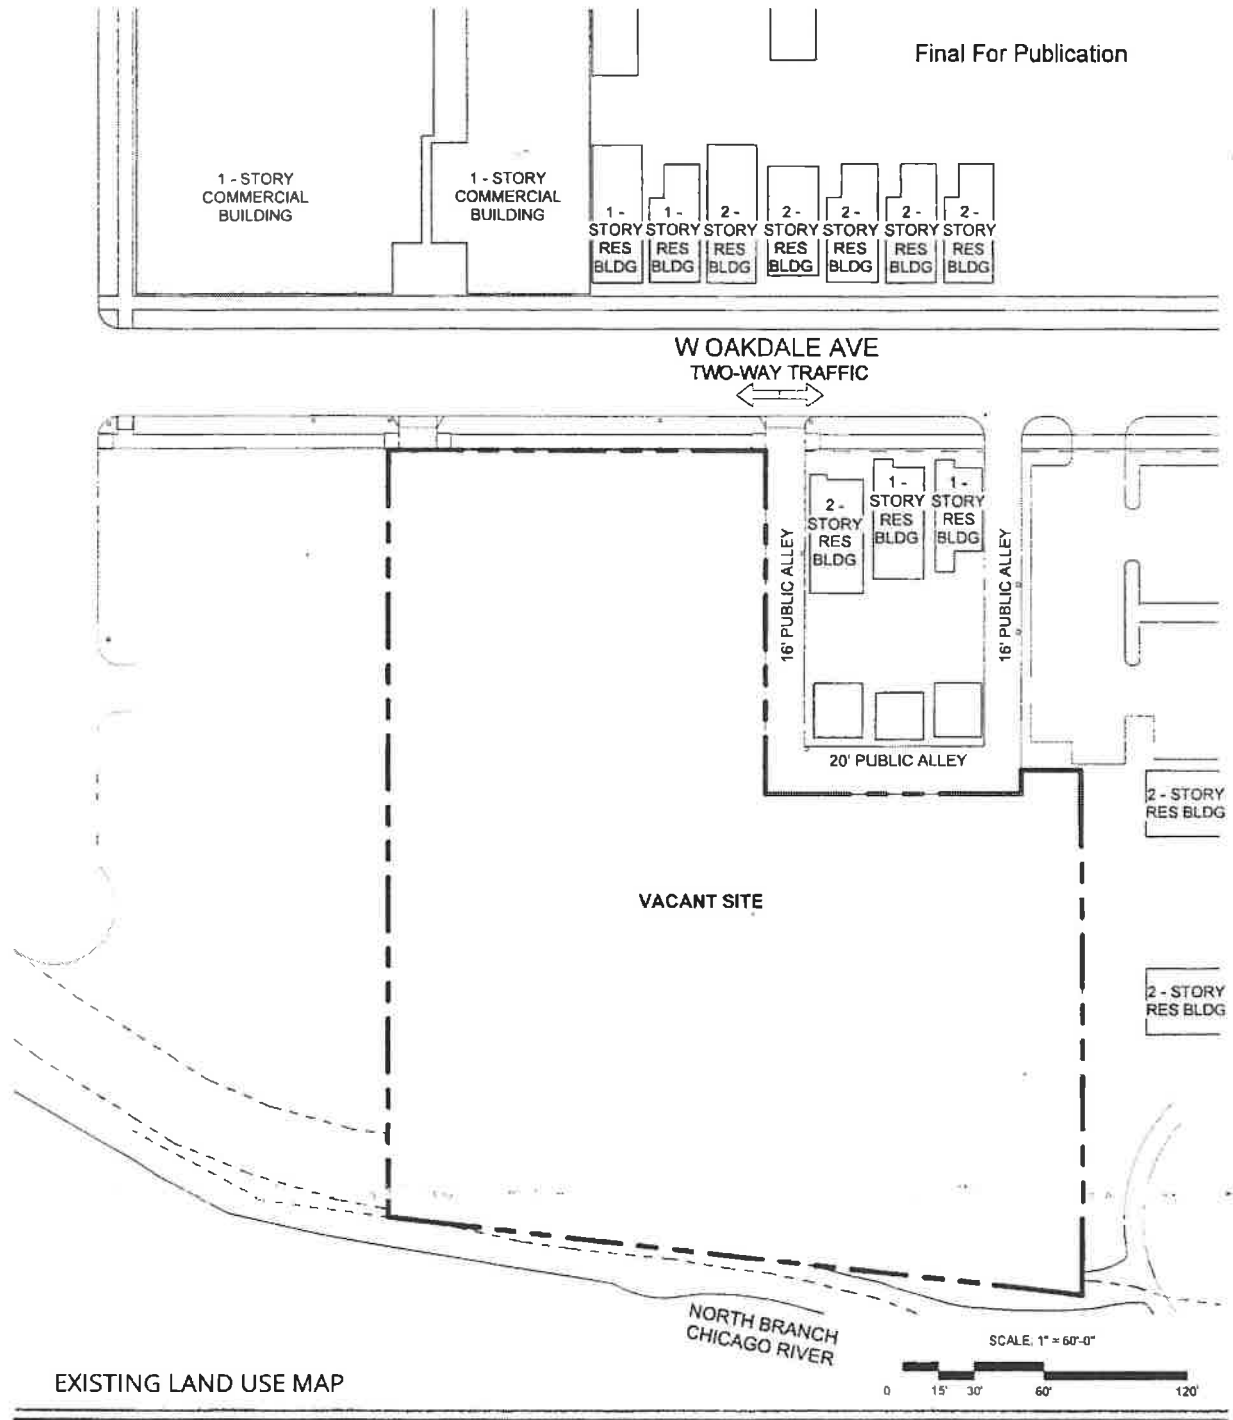 Final For Publication
1 - STORY
COMMERCIAL
BUILDING
1 - STORY
COMMERCIAL
BUILDING
1 -
STORY
RES
BLDG
1 -
STORY
RES
BLDG
2 -
STORY
RES
BLDG
2 -
STORY
RES
BLDG
2 -
STORY
RES
BLDG
2 -
STORY
RES
BLDG
2 -
STORY
RES
BLDG
W OAKDALE AVE
TWO-WAY TRAFFIC
2 -
STORY
RES
BLDG
1 -
STORY
RES
BLDG
1 -
STORY
RES
BLDG
16' PUBLIC ALLEY
16' PUBLIC ALLEY
20' PUBLIC ALLEY
2 - STORY
RES BLDG
VACANT SITE
2 - STORY
RES BLDG
NORTH BRANCH
CHICAGO RIVER
SCALE: 1" = 60'-0"
0 15' 30' 60' 120'
EXISTING LAND USE MAP